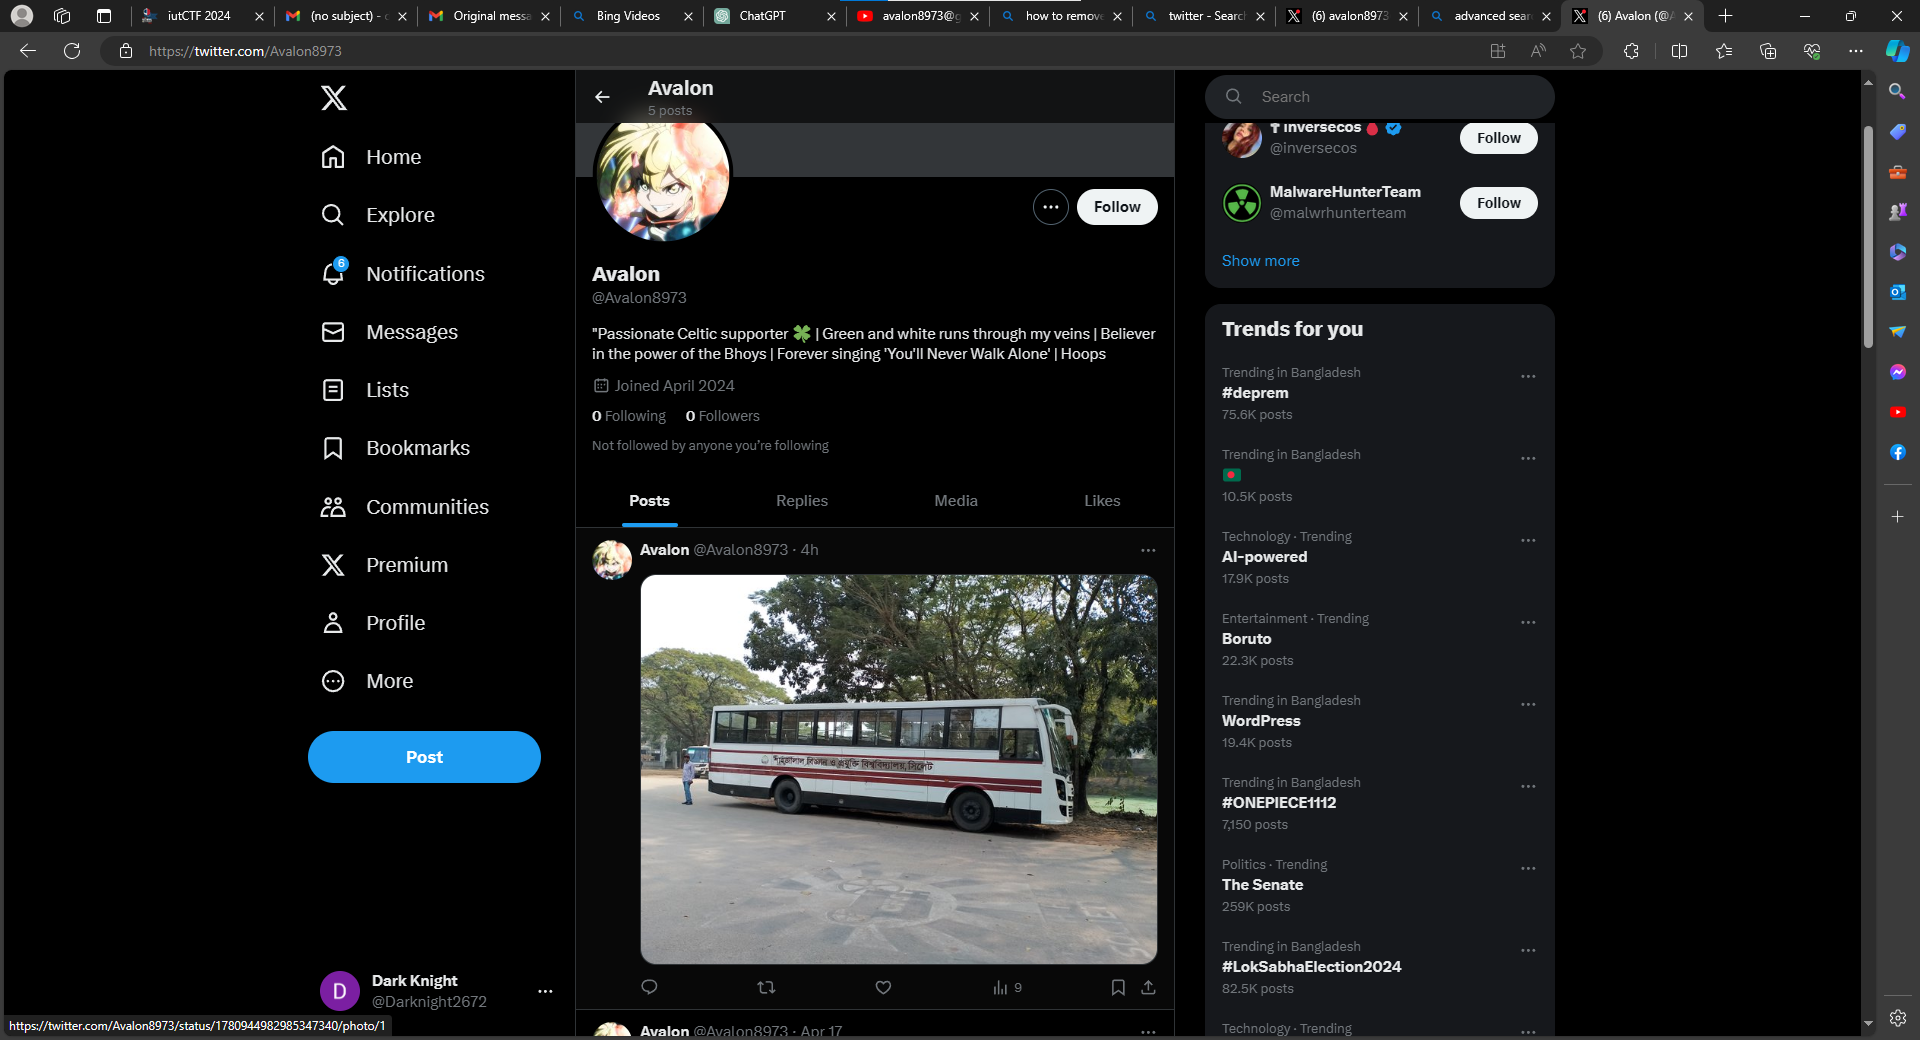 iutCTF 2024
(no subject) - c
Original messa
Bing Videos
ChatGPT
avalon8973@g
how to remove
twitter - Searc
(6) avalon8973
advanced sear
(6) Avalon (@A
https://twitter.com/Avalon8973
Home
Explore
6
Notifications
Messages
Lists
Bookmarks
Communities
Premium
Profile
More
Post
D
Dark Knight
@Darknight2672
https://twitter.com/Avalon8973/status/1780944982985347340/photo/1
Avalon
5 posts
Follow
Avalon
@Avalon8973
"Passionate Celtic supporter 🍀 | Green and white runs through my veins | Believer
in the power of the Bhoys | Forever singing 'You'll Never Walk Alone' | Hoops
Joined April 2024
0 Following 0 Followers
Not followed by anyone you're following
Posts Replies Media Likes
Avalon @Avalon8973 · 4h
শাহজালাল বিজ্ঞান ও প্রযুক্তি বিশ্ববিদ্যালয়, সিলেট
9
Avalon @Avalon8973 · Apr 17
Search
inversecos
@inversecos
Follow
MalwareHunterTeam
@malwrhunterteam
Follow
Show more
Trends for you
Trending in Bangladesh
#deprem
75.6K posts
Trending in Bangladesh
🇧🇩
10.5K posts
Technology · Trending
AI-powered
17.9K posts
Entertainment · Trending
Boruto
22.3K posts
Trending in Bangladesh
WordPress
19.4K posts
Trending in Bangladesh
#ONEPIECE1112
7,150 posts
Politics · Trending
The Senate
259K posts
Trending in Bangladesh
#LokSabhaElection2024
82.5K posts
Technology · Trending